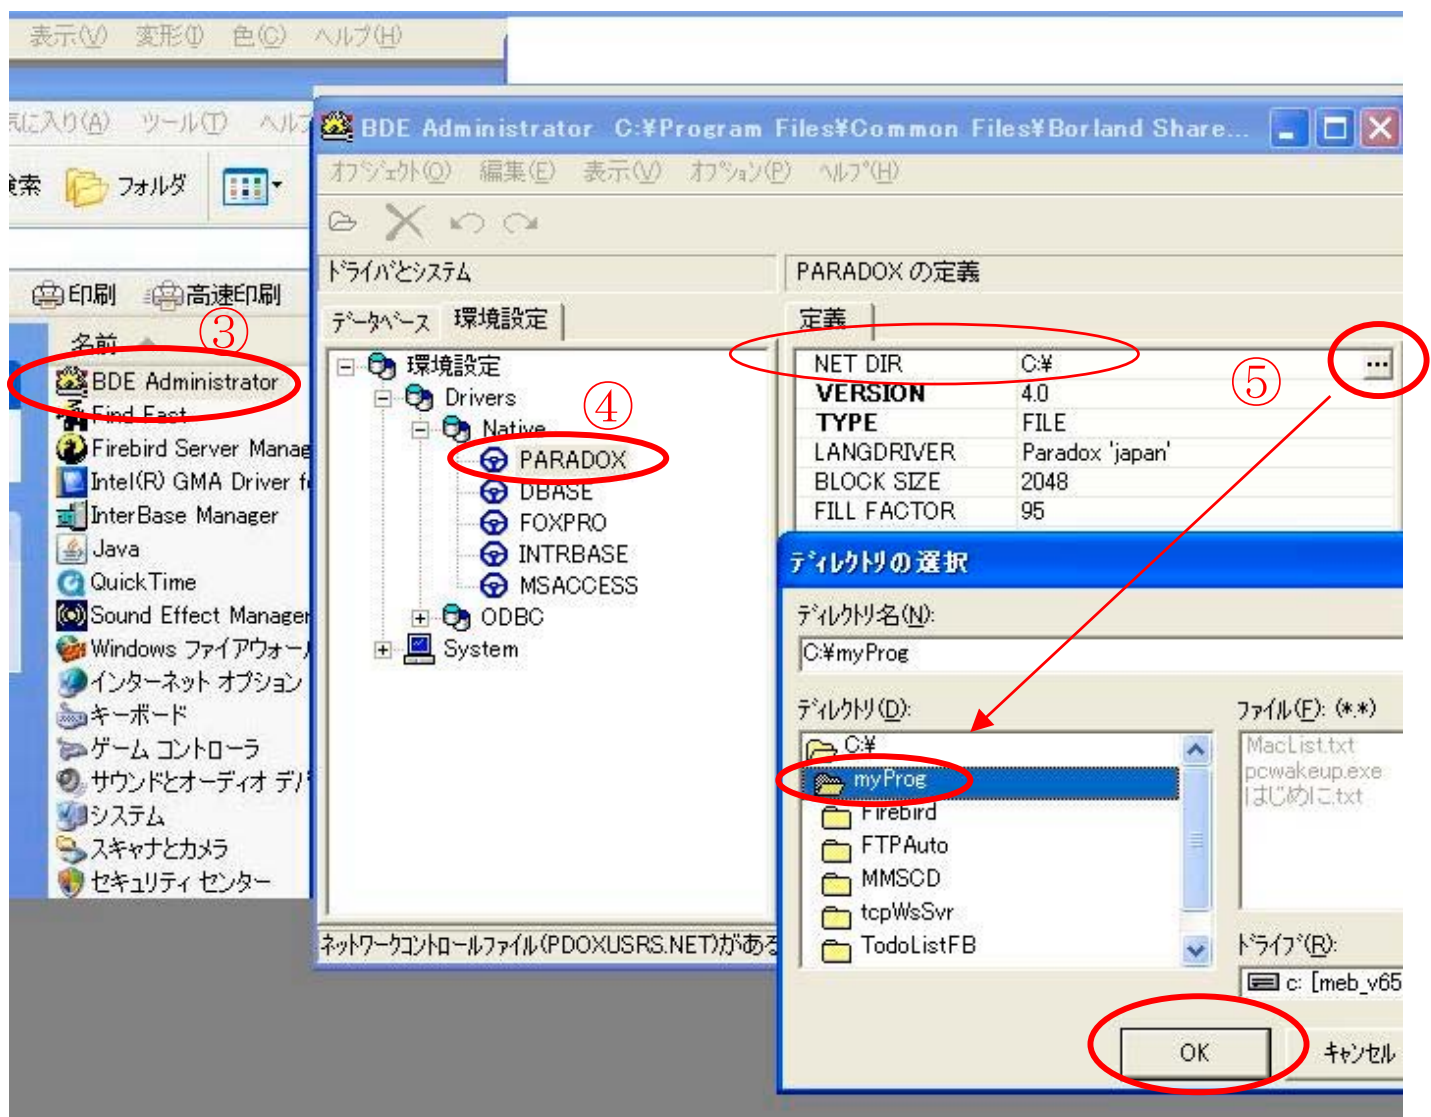 表示(V) 変形(I) 色(C) ヘルプ(H)
気に入り(A) ツール(T) ヘルプ
検索 フォルダ
印刷 高速印刷
③
名前
BDE Administrator
Find Fast
Firebird Server Manag
Intel(R) GMA Driver f
InterBase Manager
Java
QuickTime
Sound Effect Manager
Windows ファイアウォール
インターネット オプション
キーボード
ゲーム コントローラ
サウンドとオーディオ デバ
システム
スキャナとカメラ
セキュリティ センター
BDE Administrator C:¥Program Files¥Common Files¥Borland Share...
オブジェクト(O) 編集(E) 表示(V) オプション(P) ヘルプ(H)
ドライバとシステム
データベース 環境設定
環境設定
Drivers
④
Native
PARADOX
DBASE
FOXPRO
INTRBASE
MSACCESS
ODBC
System
ネットワークコントロールファイル(PDOXUSRS.NET)がある
PARADOX の定義
定義
NET DIR C:¥ ...
⑤
VERSION 4.0
TYPE FILE
LANGDRIVER Paradox 'japan'
BLOCK SIZE 2048
FILL FACTOR 95
ディレクトリの選択
ディレクトリ名(N):
C:¥myProg
ディレクトリ(D):
C:¥
myProg
Firebird
FTPAuto
MMSCD
tcpWsSvr
TodoListFB
ファイル(F): (*.*)
MacList.txt
pcwakeup.exe
はじめに.txt
ドライブ(R):
c: [meb_v65
OK キャンセル